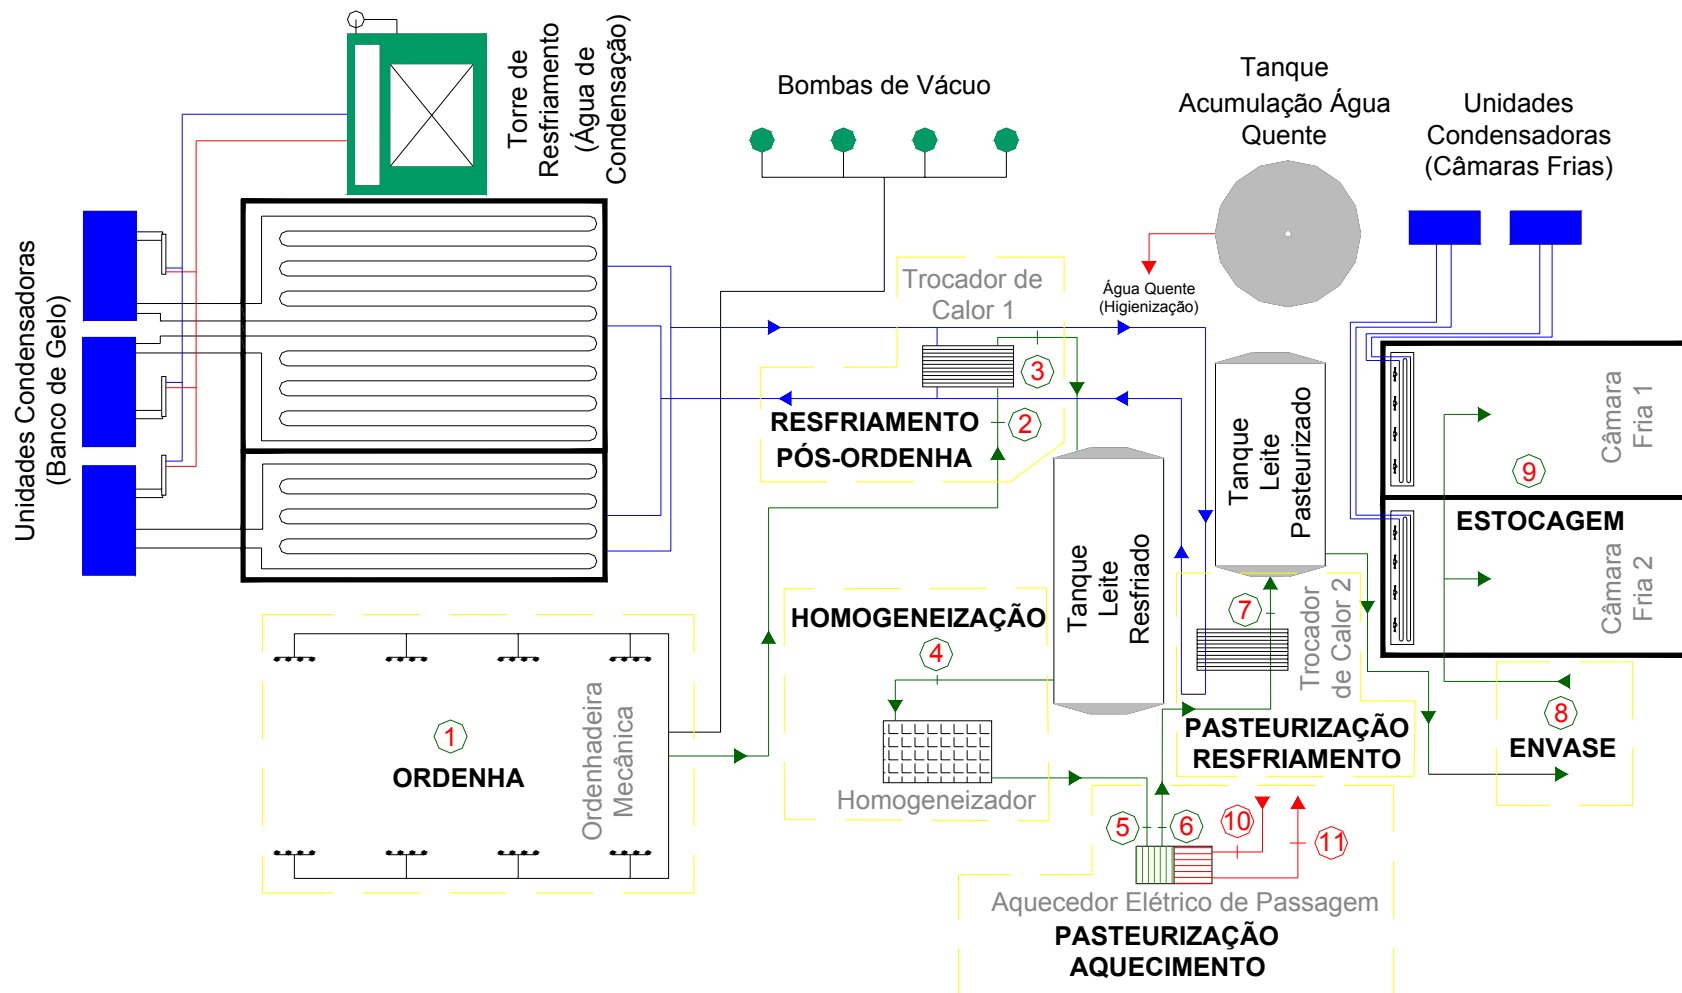 Torre de
Resfriamento
(Água de
Condensação)
Bombas de Vácuo
Tanque
Acumulação Água
Quente
Unidades
Condensadoras
(Câmaras Frias)
Unidades Condensadoras
(Banco de Gelo)
Trocador de
Calor 1
Água Quente
(Higienização)
3
2
RESFRIAMENTO
PÓS-ORDENHA
Tanque
Leite
Pasteurizado
Câmara
Fria 1
9
ESTOCAGEM
Câmara
Fria 2
Tanque
Leite
Resfriado
HOMOGENEIZAÇÃO
4
Homogeneizador
7
Trocador
de Calor 2
PASTEURIZAÇÃO
RESFRIAMENTO
8
ENVASE
1
ORDENHA
Ordenhadeira
Mecânica
5
6
10
11
Aquecedor Elétrico de Passagem
PASTEURIZAÇÃO
AQUECIMENTO